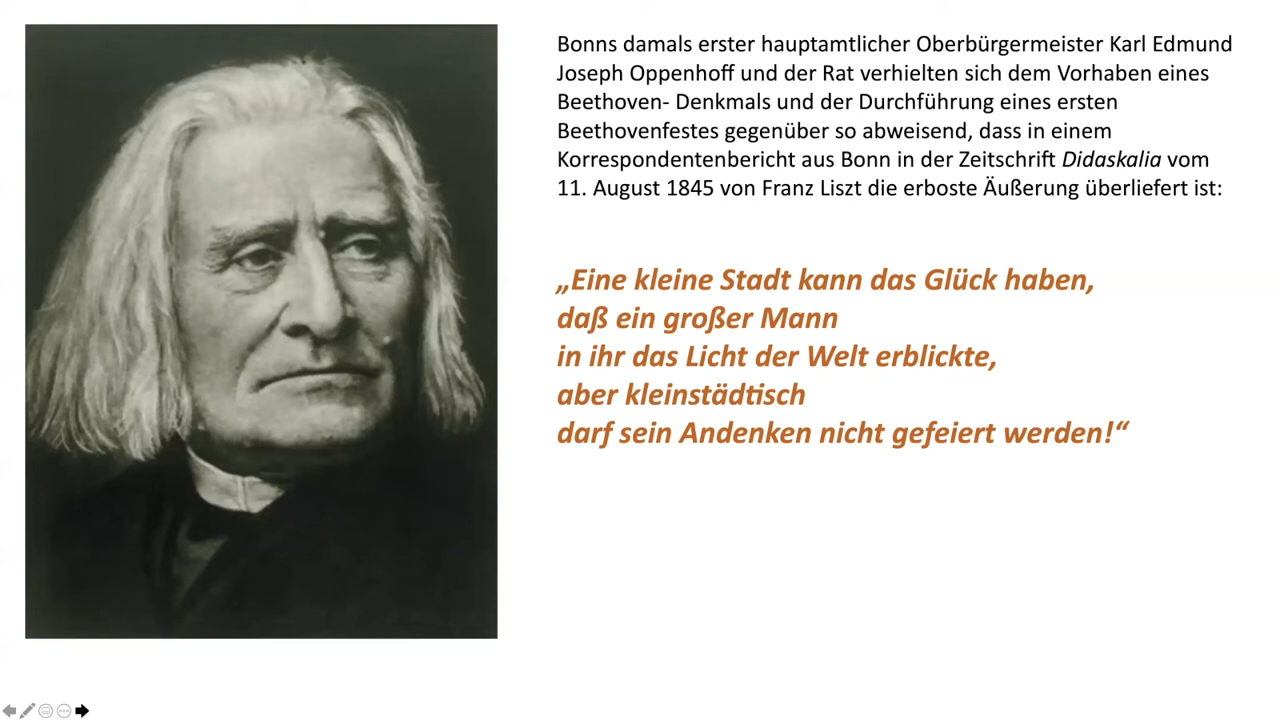 Bonns damals erster hauptamtlicher Oberbürgermeister Karl Edmund
Joseph Oppenhoff und der Rat verhielten sich dem Vorhaben eines
Beethoven- Denkmals und der Durchführung eines ersten
Beethovenfestes gegenüber so abweisend, dass in einem
Korrespondentenbericht aus Bonn in der Zeitschrift Didaskalia vom
11. August 1845 von Franz Liszt die erboste Äußerung überliefert ist:
„Eine kleine Stadt kann das Glück haben,
daß ein großer Mann
in ihr das Licht der Welt erblickte,
aber kleinstädtisch
darf sein Andenken nicht gefeiert werden!“